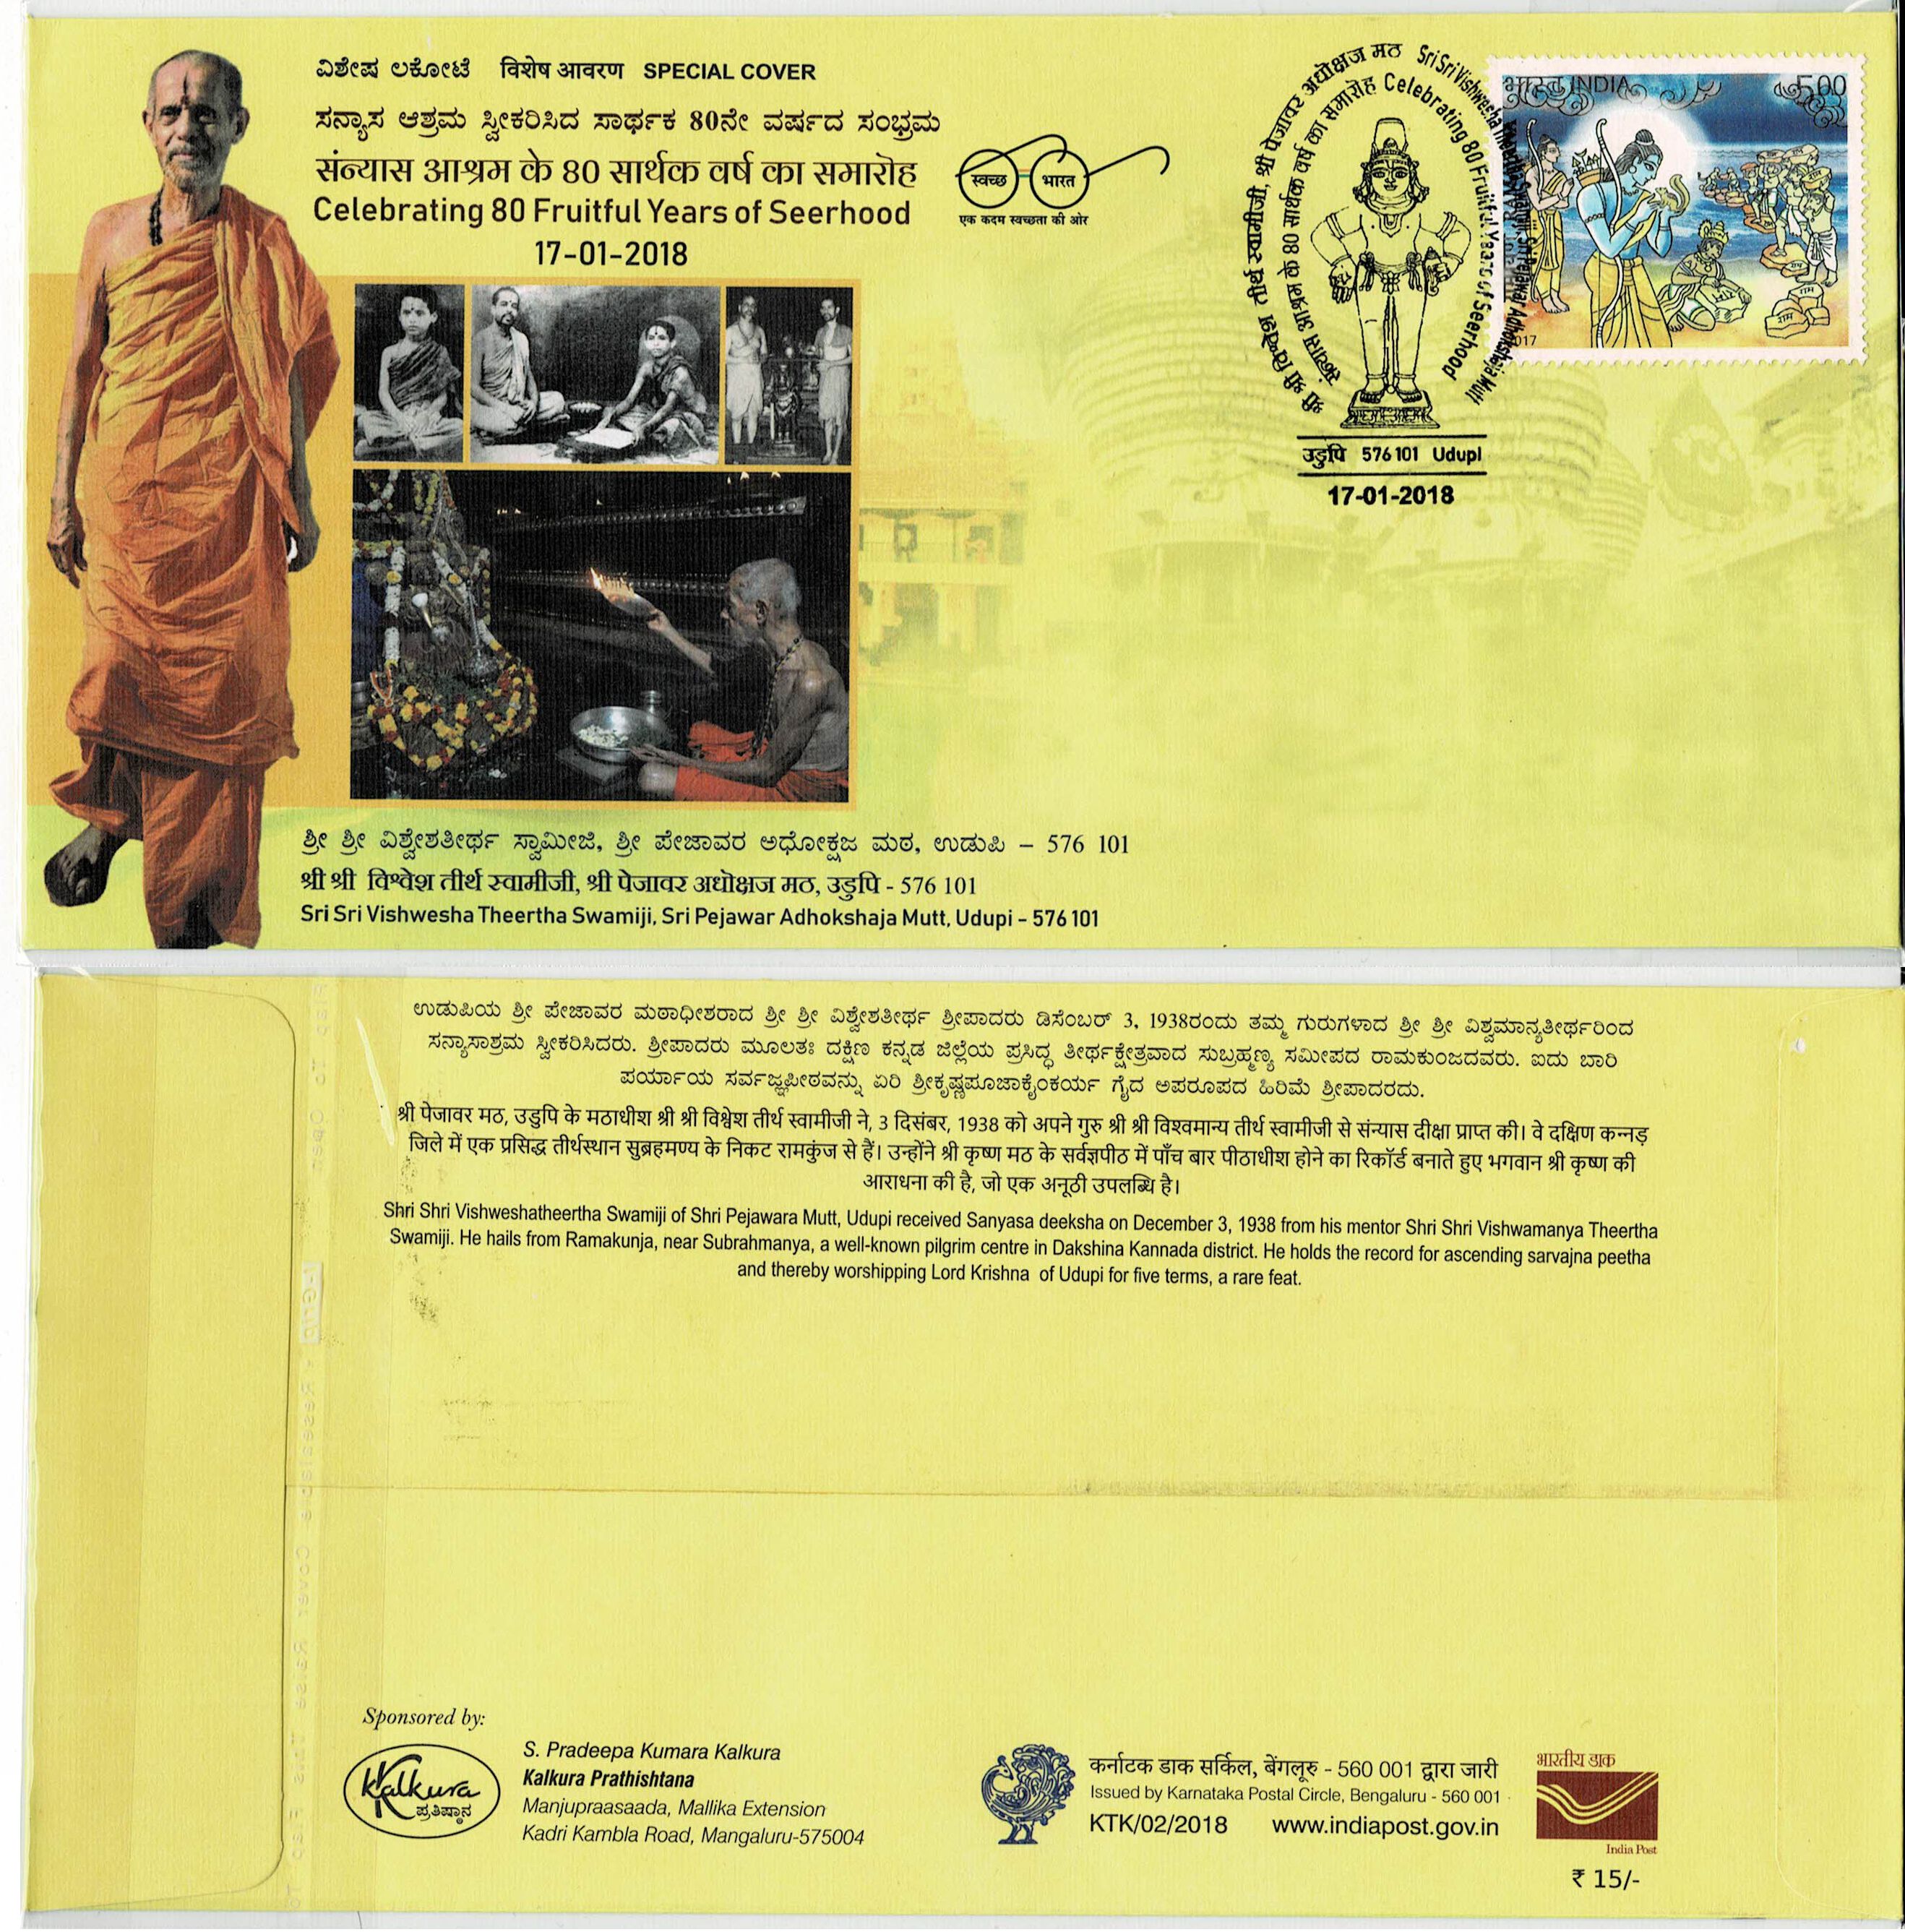 ವಿಶೇಷ ಲಕೋಟೆ विशेष आवरण SPECIAL COVER
ಸನ್ಯಾಸ ಆಶ್ರಮ ಸ್ವೀಕರಿಸಿದ ಸಾರ್ಥಕ 80ನೇ ವರ್ಷದ ಸಂಭ್ರಮ
संन्यास आश्रम के 80 सार्थक वर्ष का समारोह
Celebrating 80 Fruitful Years of Seerhood
17-01-2018
स्वच्छ भारत
एक कदम स्वच्छता की ओर
श्री श्री विश्वेश तीर्थ स्वामीजी, श्री पेजावर अधोक्षज मठ Sri Sri Vishwesha Theertha Swamiji, Sri Pejawar Adhokshaja Mutt
संन्यास आश्रम के 80 सार्थक वर्ष का समारोह Celebrating 80 Fruitful Years of Seerhood
उडुपि 576 101 Udupi
17-01-2018
भारत INDIA 500
2017
राम
राम
राम
ಶ್ರೀ ಶ್ರೀ ವಿಶ್ವೇಶತೀರ್ಥ ಸ್ವಾಮೀಜಿ, ಶ್ರೀ ಪೇಜಾವರ ಅಧೋಕ್ಷಜ ಮಠ, ಉಡುಪಿ – 576 101
श्री श्री विश्वेश तीर्थ स्वामीजी, श्री पेजावर अधोक्षज मठ, उडुपि - 576 101
Sri Sri Vishwesha Theertha Swamiji, Sri Pejawar Adhokshaja Mutt, Udupi – 576 101
ಉಡುಪಿಯ ಶ್ರೀ ಪೇಜಾವರ ಮಠಾಧೀಶರಾದ ಶ್ರೀ ಶ್ರೀ ವಿಶ್ವೇಶತೀರ್ಥ ಶ್ರೀಪಾದರು ಡಿಸೆಂಬರ್ 3, 1938ರಂದು ತಮ್ಮ ಗುರುಗಳಾದ ಶ್ರೀ ಶ್ರೀ ವಿಶ್ವಮಾನ್ಯತೀರ್ಥರಿಂದ
ಸನ್ಯಾಸಾಶ್ರಮ ಸ್ವೀಕರಿಸಿದರು. ಶ್ರೀಪಾದರು ಮೂಲತಃ ದಕ್ಷಿಣ ಕನ್ನಡ ಜಿಲ್ಲೆಯ ಪ್ರಸಿದ್ಧ ತೀರ್ಥಕ್ಷೇತ್ರವಾದ ಸುಬ್ರಹ್ಮಣ್ಯ ಸಮೀಪದ ರಾಮಕುಂಜದವರು. ಐದು ಬಾರಿ
ಪರ್ಯಾಯ ಸರ್ವಜ್ಞಪೀಠವನ್ನು ಏರಿ ಶ್ರೀಕೃಷ್ಣಪೂಜಾಕೈಂಕರ್ಯ ಗೈದ ಅಪರೂಪದ ಹಿರಿಮೆ ಶ್ರೀಪಾದರದು.
श्री पेजावर मठ, उडुपि के मठाधीश श्री श्री विश्वेश तीर्थ स्वामीजी ने, 3 दिसंबर, 1938 को अपने गुरु श्री श्री विश्वमान्य तीर्थ स्वामीजी से संन्यास दीक्षा प्राप्त की। वे दक्षिण कन्नड़
जिले में एक प्रसिद्ध तीर्थस्थान सुब्रहमण्य के निकट रामकुंज से हैं। उन्होंने श्री कृष्ण मठ के सर्वज्ञपीठ में पाँच बार पीठाधीश होने का रिकॉर्ड बनाते हुए भगवान श्री कृष्ण की
आराधना की है, जो एक अनूठी उपलब्धि है।
Shri Shri Vishweshatheertha Swamiji of Shri Pejawara Mutt, Udupi received Sanyasa deeksha on December 3, 1938 from his mentor Shri Shri Vishwamanya Theertha
Swamiji. He hails from Ramakunja, near Subrahmanya, a well-known pilgrim centre in Dakshina Kannada district. He holds the record for ascending sarvajna peetha
and thereby worshipping Lord Krishna of Udupi for five terms, a rare feat.
Sponsored by:
Kalkura
ಪ್ರತಿಷ್ಠಾನ
S. Pradeepa Kumara Kalkura
Kalkura Prathishtana
Manjupraasaada, Mallika Extension
Kadri Kambla Road, Mangaluru-575004
कर्नाटक डाक सर्किल, बेंगलूरु - 560 001 द्वारा जारी
Issued by Karnataka Postal Circle, Bengaluru - 560 001
KTK/02/2018 www.indiapost.gov.in
भारतीय डाक
India Post
₹ 15/-